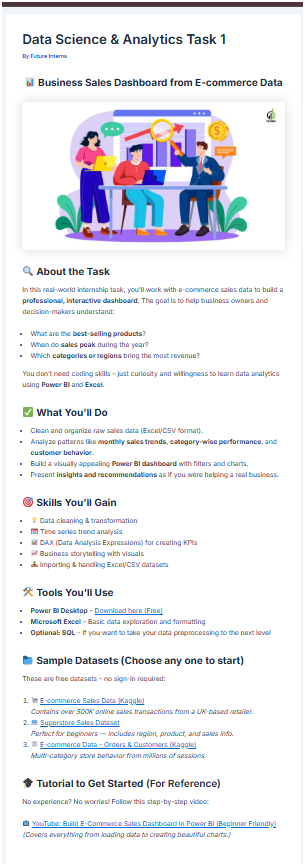 Data Science & Analytics Task 1
By Future Interns
📊 Business Sales Dashboard from E-commerce Data
🔍 About the Task
In this real-world internship task, you'll work with e-commerce sales data to build a
professional, interactive dashboard. The goal is to help business owners and
decision-makers understand:
• What are the best-selling products?
• When do sales peak during the year?
• Which categories or regions bring the most revenue?
You don't need coding skills – just curiosity and willingness to learn data analytics
using Power BI and Excel.
✅ What You'll Do
• Clean and organize raw sales data (Excel/CSV format).
• Analyze patterns like monthly sales trends, category-wise performance, and
customer behavior.
• Build a visually appealing Power BI dashboard with filters and charts.
• Present insights and recommendations as if you were helping a real business.
🎯 Skills You'll Gain
• 💡 Data cleaning & transformation
• 📅 Time series trend analysis
• 📊 DAX (Data Analysis Expressions) for creating KPIs
• 📈 Business storytelling with visuals
• 📥 Importing & handling Excel/CSV datasets
🛠 Tools You'll Use
• Power BI Desktop – Download here (Free)
• Microsoft Excel – Basic data exploration and formatting
• Optional: SQL – If you want to take your data preprocessing to the next level
📂 Sample Datasets (Choose any one to start)
These are free datasets – no sign-in required:
1. 🛒 E-commerce Sales Data (Kaggle)
Contains over 500K online sales transactions from a UK-based retailer.
2. 🏬 Superstore Sales Dataset
Perfect for beginners — includes region, product, and sales info.
3. 🧾 E-commerce Data – Orders & Customers (Kaggle)
Multi-category store behavior from millions of sessions.
🎓 Tutorial to Get Started (For Reference)
No experience? No worries! Follow this step-by-step video:
📺 YouTube: Build E-Commerce Sales Dashboard in Power BI (Beginner Friendly)
(Covers everything from loading data to creating beautiful charts.)